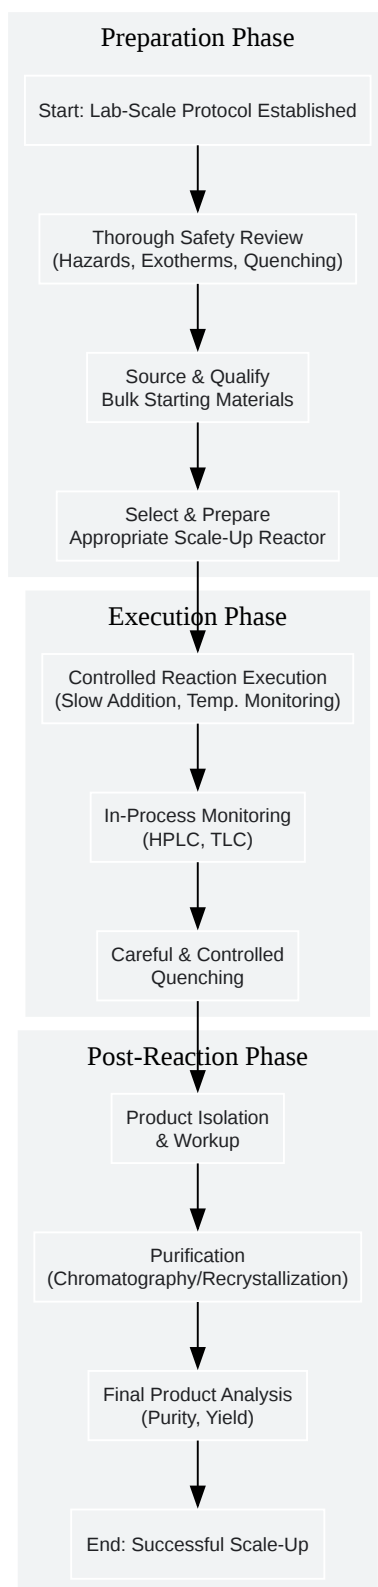 Preparation Phase
Start: Lab-Scale Protocol Established
Thorough Safety Review
(Hazards, Exotherms, Quenching)
Source & Qualify
Bulk Starting Materials
Select & Prepare
Appropriate Scale-Up Reactor
Execution Phase
Controlled Reaction Execution
(Slow Addition, Temp. Monitoring)
In-Process Monitoring
(HPLC, TLC)
Careful & Controlled
Quenching
Post-Reaction Phase
Product Isolation
& Workup
Purification
(Chromatography/Recrystallization)
Final Product Analysis
(Purity, Yield)
End: Successful Scale-Up